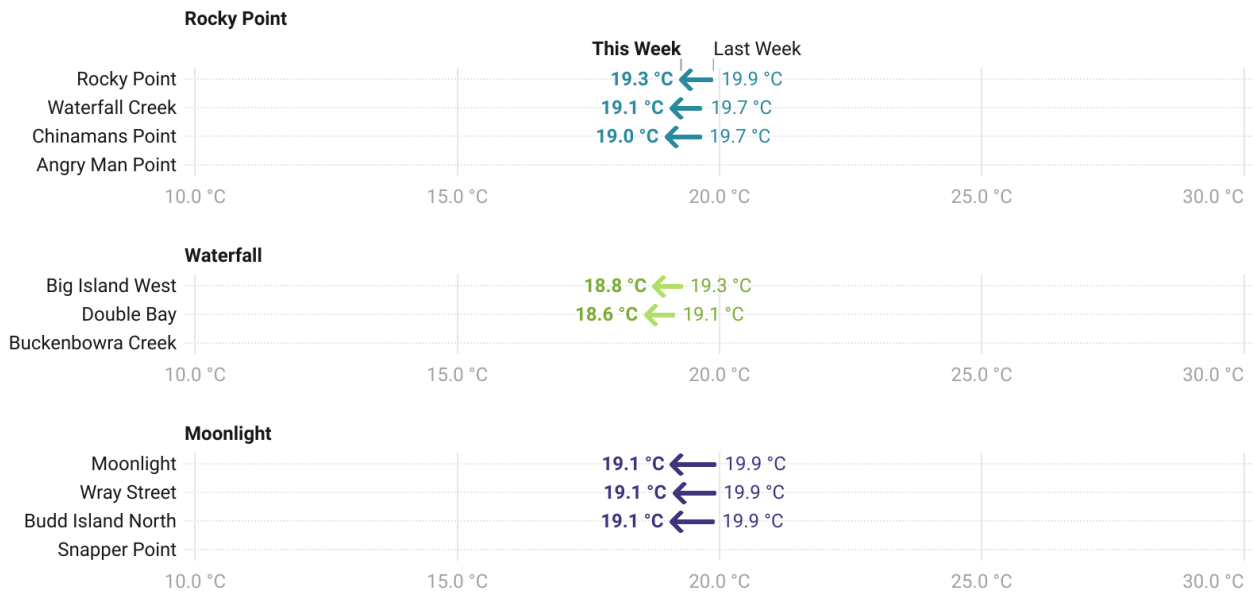 Rocky Point
This Week Last Week
Rocky Point 19.3 °C 19.9 °C
Waterfall Creek 19.1 °C 19.7 °C
Chinamans Point 19.0 °C 19.7 °C
Angry Man Point
10.0 °C 15.0 °C 20.0 °C 25.0 °C 30.0 °C
Waterfall
Big Island West 18.8 °C 19.3 °C
Double Bay 18.6 °C 19.1 °C
Buckenbowra Creek
10.0 °C 15.0 °C 20.0 °C 25.0 °C 30.0 °C
Moonlight
Moonlight 19.1 °C 19.9 °C
Wray Street 19.1 °C 19.9 °C
Budd Island North 19.1 °C 19.9 °C
Snapper Point
10.0 °C 15.0 °C 20.0 °C 25.0 °C 30.0 °C